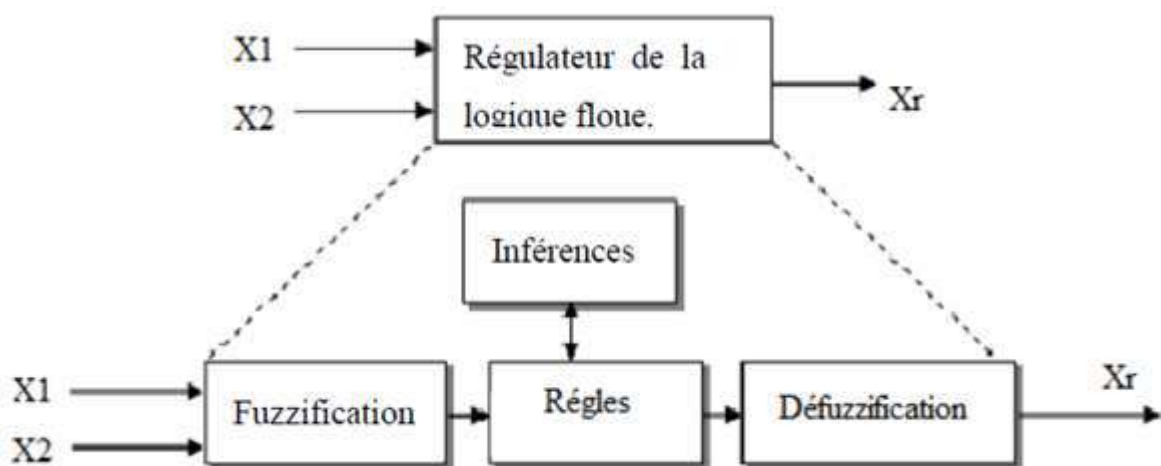 X1
X2
Régulateur de la
logique floue.
Xr
Inférences
X1
X2
Fuzzification
Régles
Défuzzification
Xr